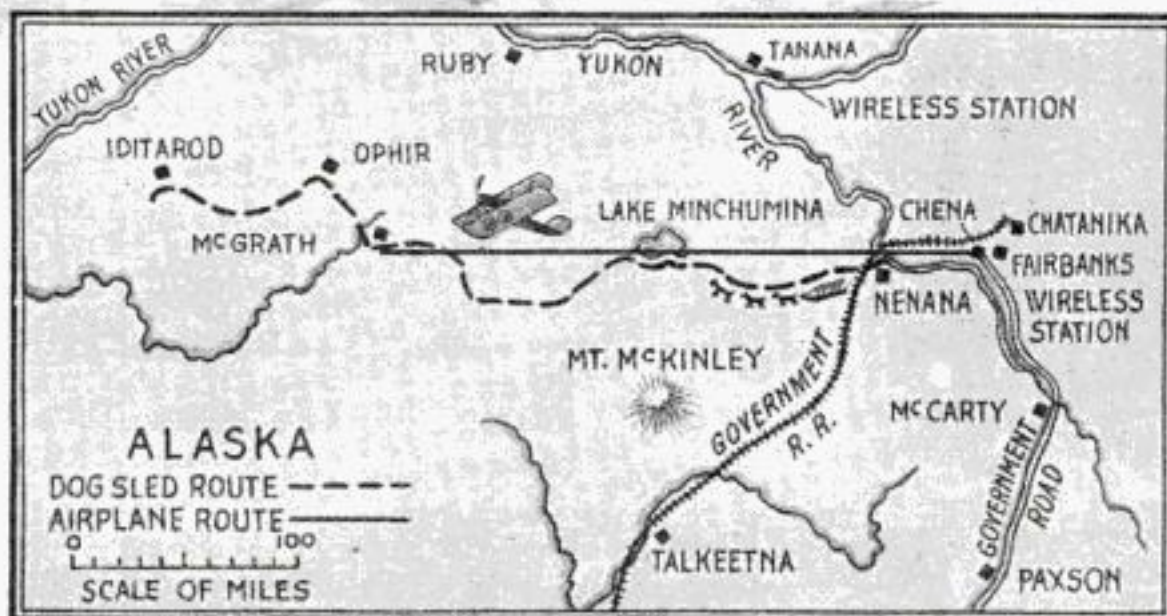 YUKON RIVER
RUBY
YUKON
RIVER
TANANA
WIRELESS STATION
IDITAROD
OPHIR
McGRATH
LAKE MINCHUMINA
CHENA
CHATANIKA
FAIRBANKS
WIRELESS
STATION
NENANA
MT. McKINLEY
GOVERNMENT
R. R.
McCARTY
GOVERNMENT
ROAD
ALASKA
DOG SLED ROUTE
AIRPLANE ROUTE
0 100
SCALE OF MILES
TALKEETNA
PAXSON